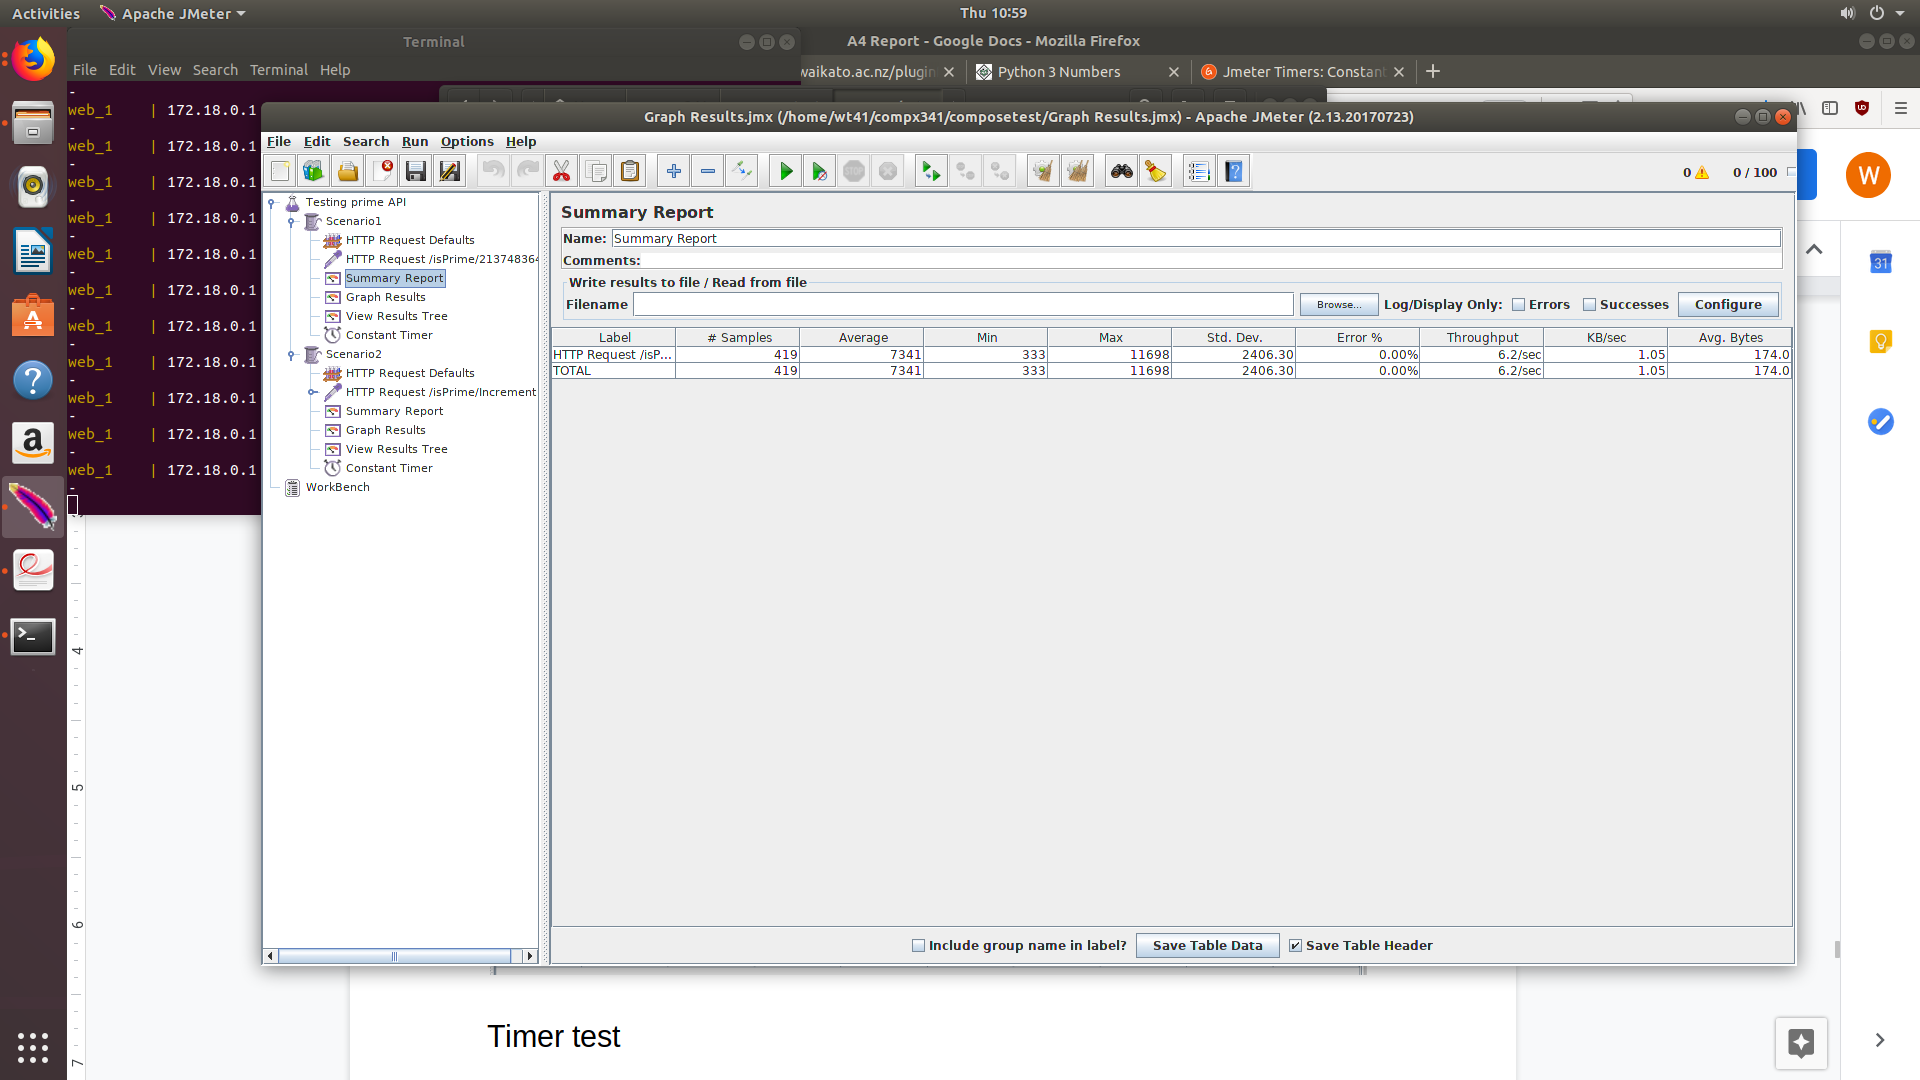 Activities Apache JMeter Thu 10:59
Terminal
A4 Report - Google Docs - Mozilla Firefox
File Edit View Search Terminal Help
waikato.ac.nz/plugin Python 3 Numbers Jmeter Timers: Constant
-
web_1 | 172.18.0.1
-
web_1 | 172.18.0.1
-
web_1 | 172.18.0.1
-
web_1 | 172.18.0.1
-
web_1 | 172.18.0.1
-
web_1 | 172.18.0.1
-
web_1 | 172.18.0.1
-
web_1 | 172.18.0.1
-
web_1 | 172.18.0.1
-
web_1 | 172.18.0.1
-
web_1 | 172.18.0.1
-
Graph Results.jmx (/home/wt41/compx341/composetest/Graph Results.jmx) - Apache JMeter (2.13.20170723)
File Edit Search Run Options Help
0 0 / 100
W
31
Testing prime API
Scenario1
HTTP Request Defaults
HTTP Request /isPrime/213748364
Summary Report
Graph Results
View Results Tree
Constant Timer
Scenario2
HTTP Request Defaults
HTTP Request /isPrime/Increment
Summary Report
Graph Results
View Results Tree
Constant Timer
WorkBench
Summary Report
Name: Summary Report
Comments:
Write results to file / Read from file
Filename Browse... Log/Display Only: Errors Successes Configure
Label # Samples Average Min Max Std. Dev. Error % Throughput KB/sec Avg. Bytes
HTTP Request /isP... 419 7341 333 11698 2406.30 0.00% 6.2/sec 1.05 174.0
TOTAL 419 7341 333 11698 2406.30 0.00% 6.2/sec 1.05 174.0
Include group name in label? Save Table Data Save Table Header
4
5
6
7
Timer test